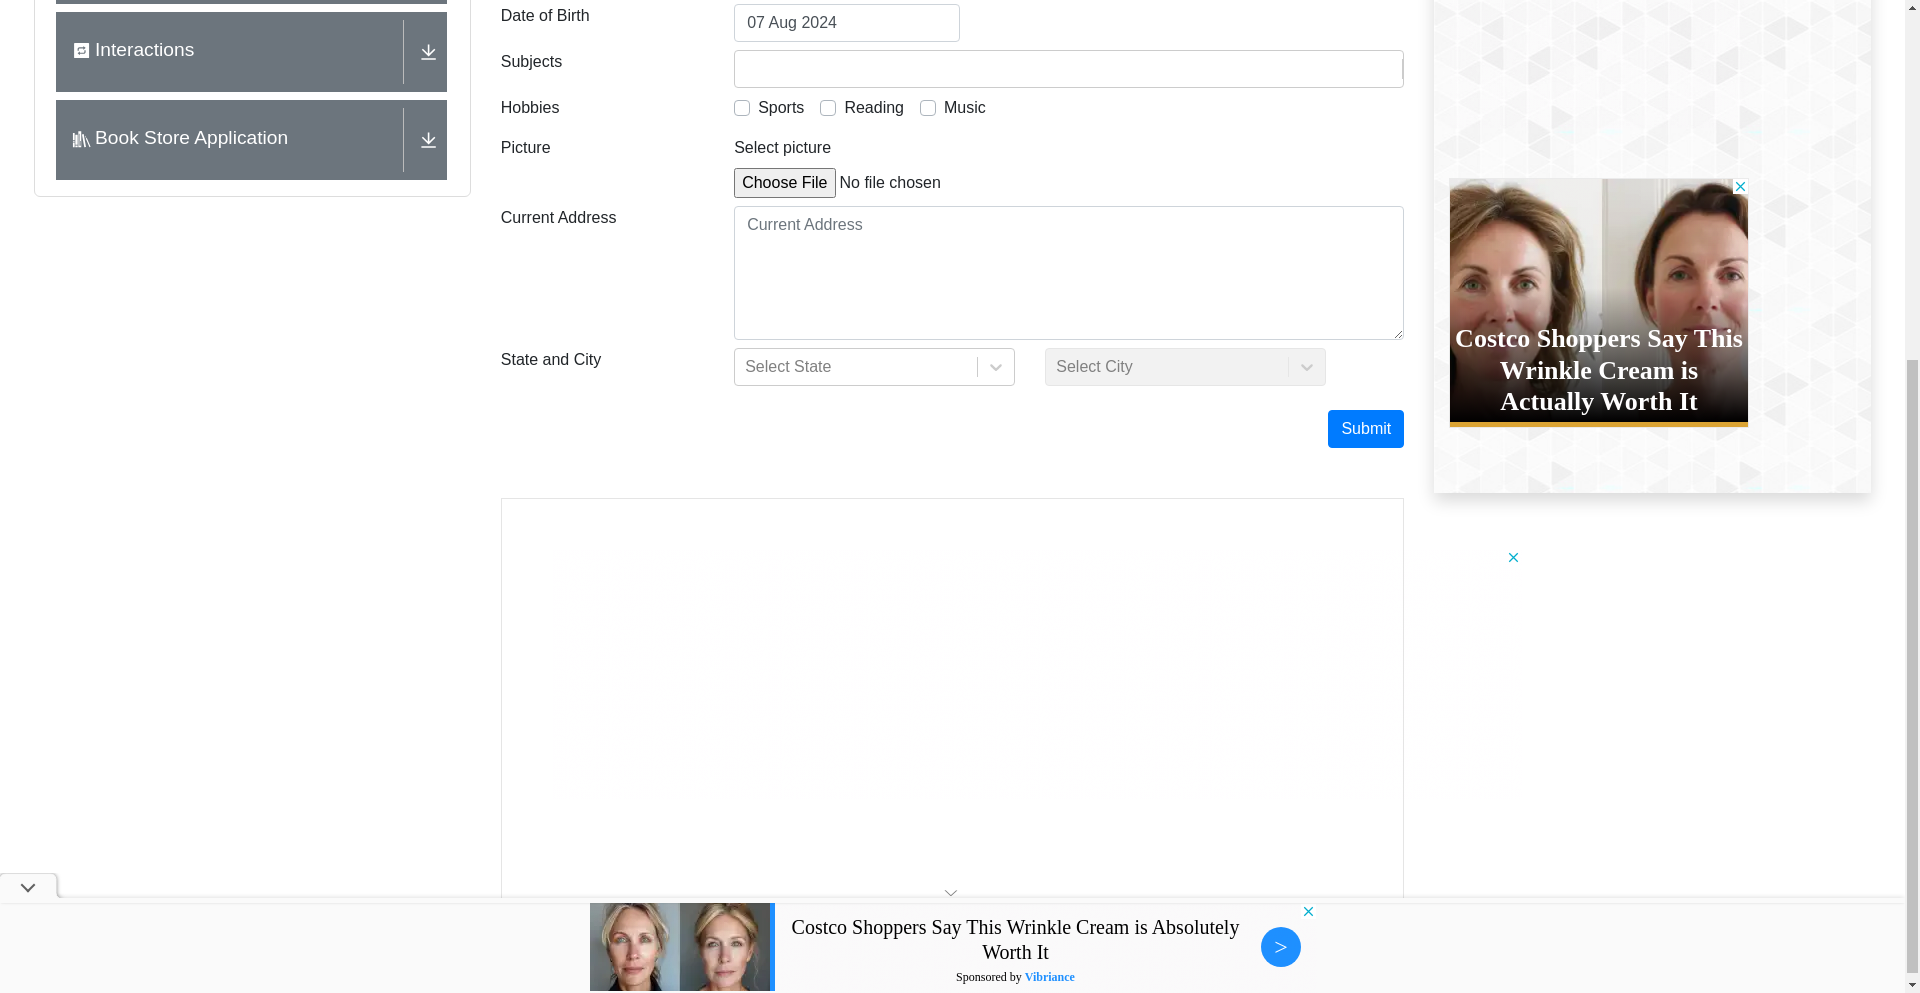 Interactions
Book Store Application
Date of Birth
07 Aug 2024
Subjects
Hobbies
Sports
Reading
Music
Picture
Select picture
Choose File No file chosen
Current Address
Current Address
State and City
Select State
Select City
Submit
Costco Shoppers Say This
Wrinkle Cream is
Actually Worth It
Costco Shoppers Say This Wrinkle Cream is Absolutely
Worth It
Sponsored by Vibriance
>